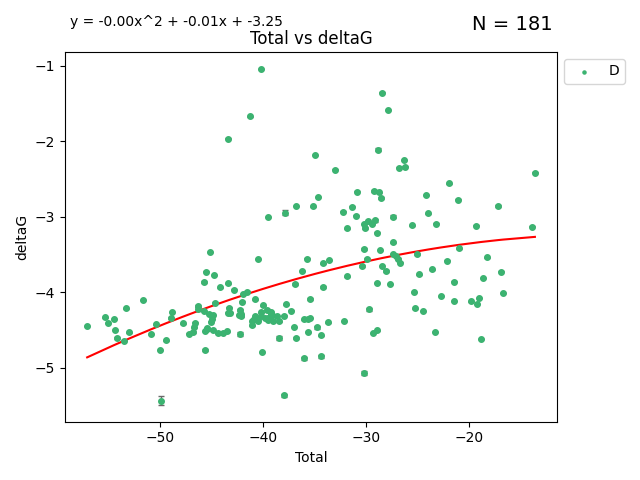 y = -0.00x^2 + -0.01x + -3.25
N = 181
Total vs deltaG
D
deltaG
−1
−2
−3
−4
−5
−50 −40 −30 −20
Total